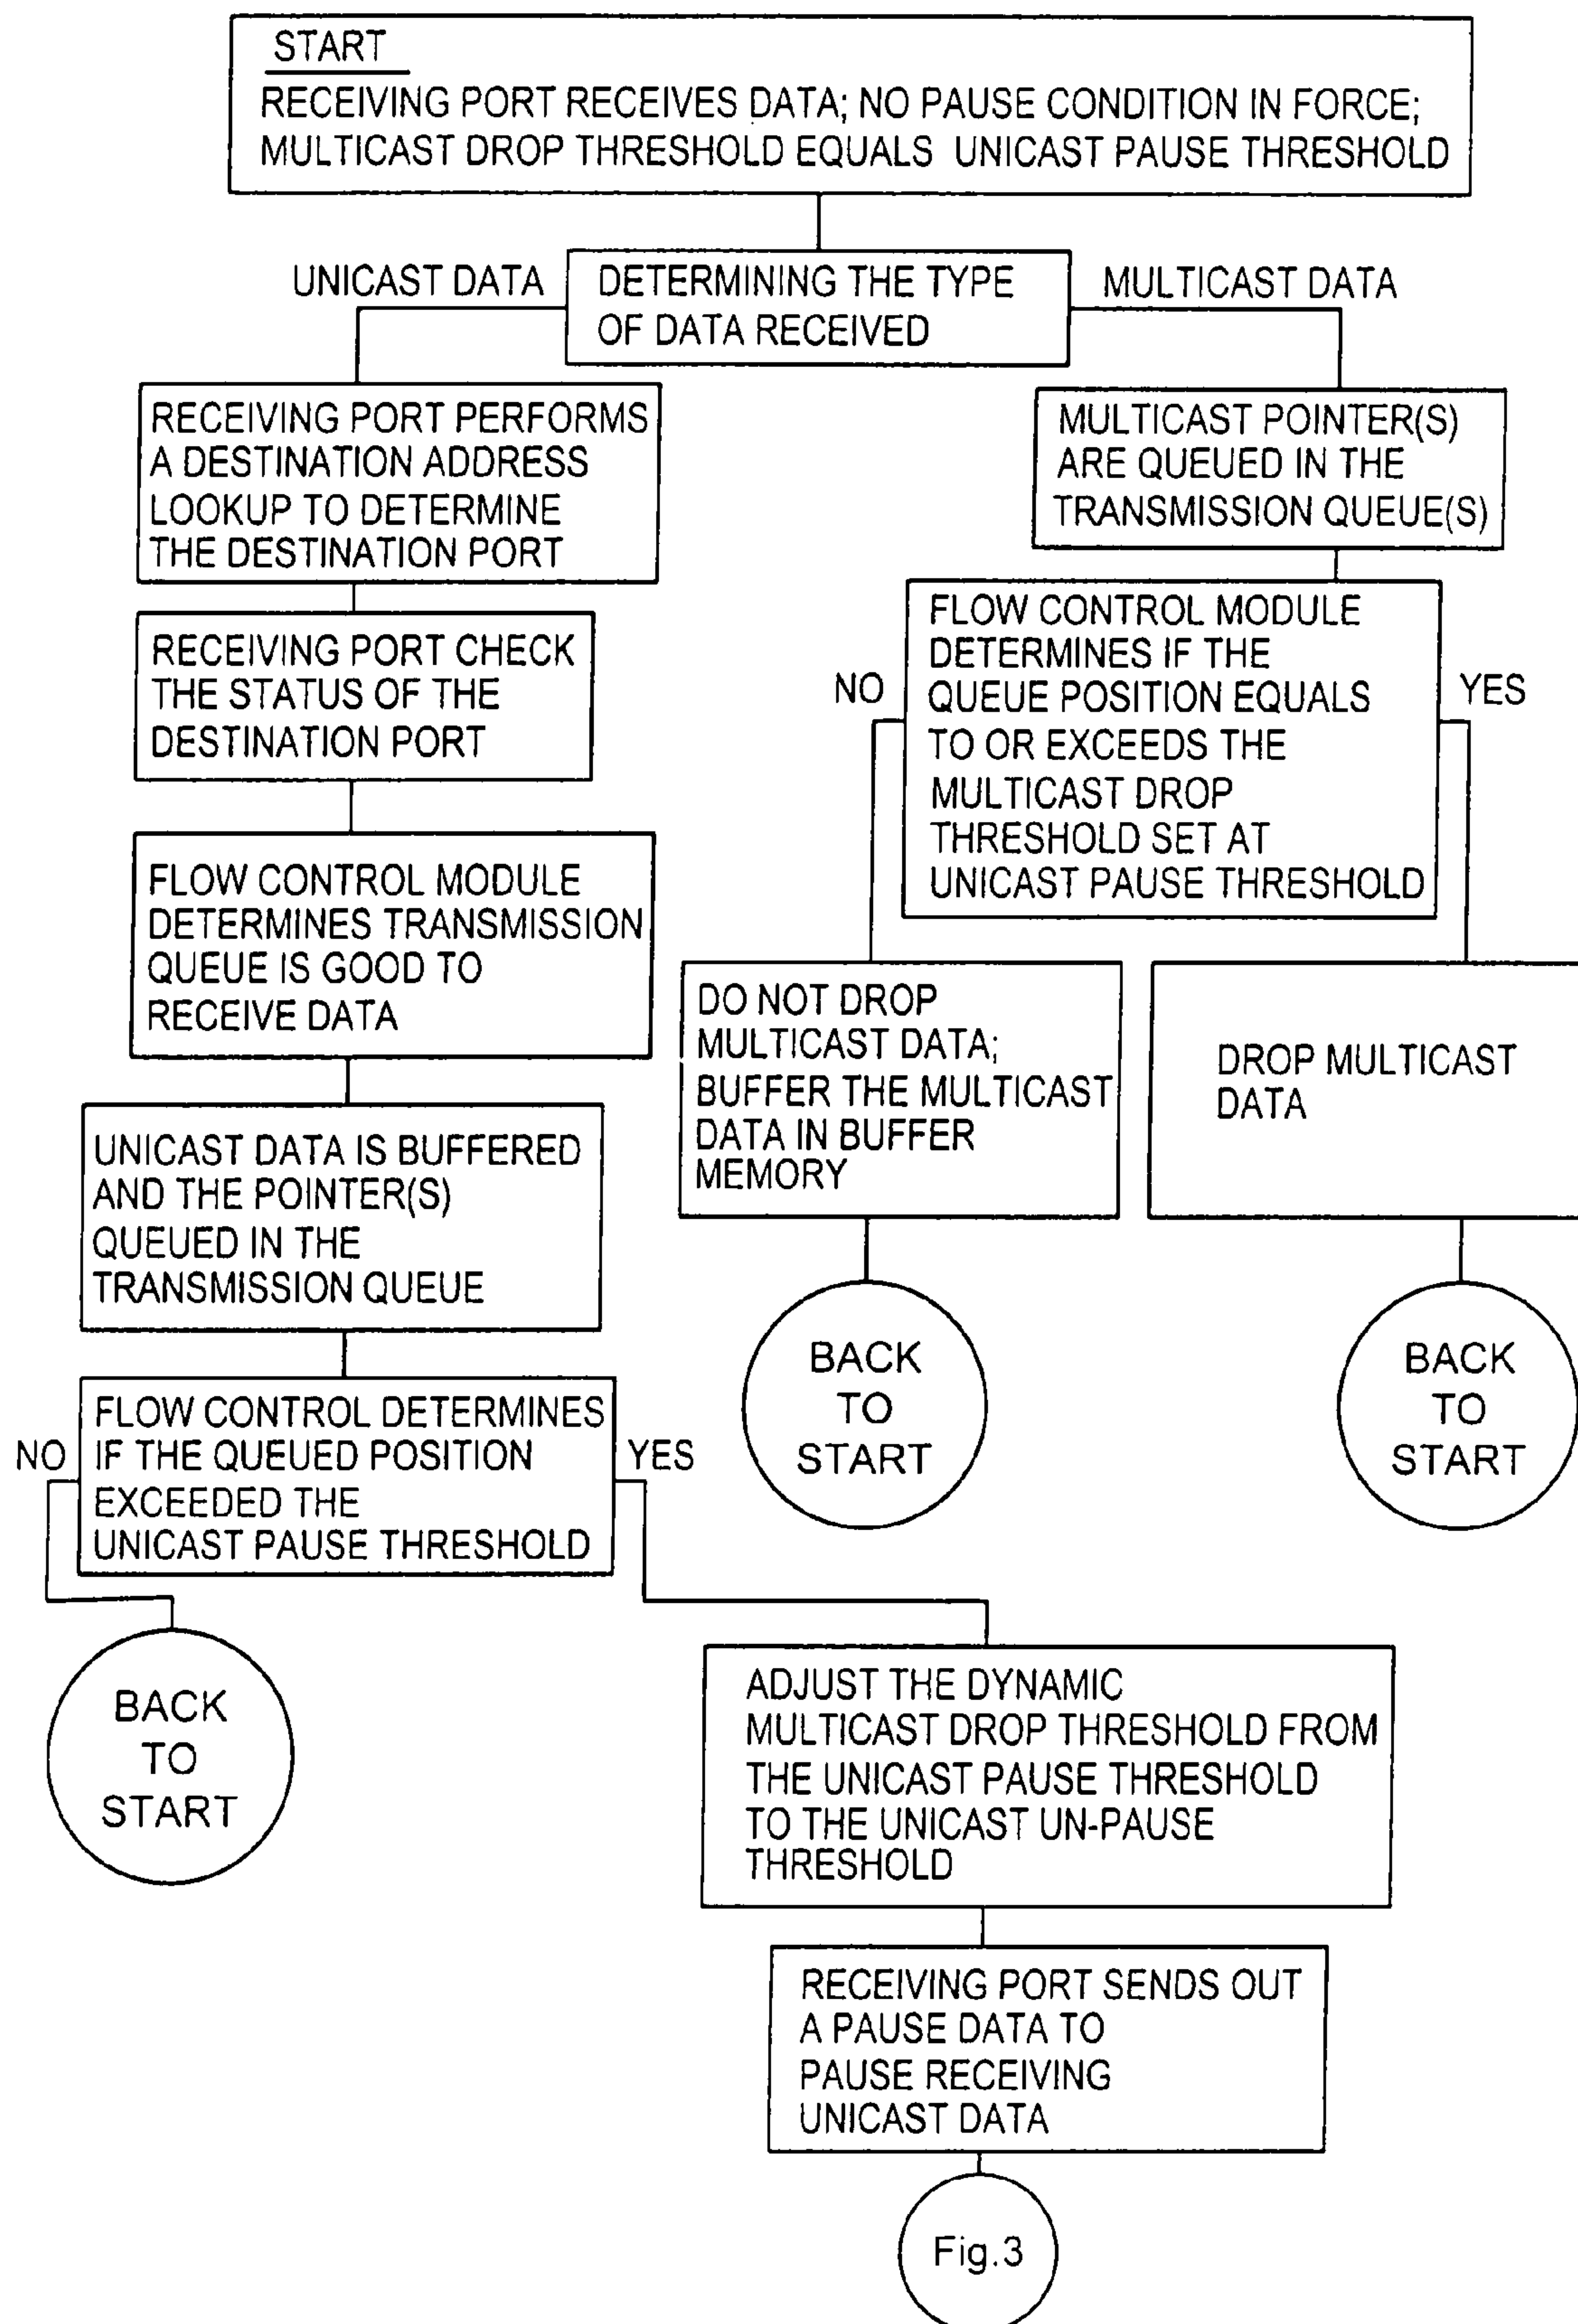 START
RECEIVING PORT RECEIVES DATA; NO PAUSE CONDITION IN FORCE;
MULTICAST DROP THRESHOLD EQUALS UNICAST PAUSE THRESHOLD
UNICAST DATA
DETERMINING THE TYPE
OF DATA RECEIVED
MULTICAST DATA
RECEIVING PORT PERFORMS
A DESTINATION ADDRESS
LOOKUP TO DETERMINE
THE DESTINATION PORT
RECEIVING PORT CHECK
THE STATUS OF THE
DESTINATION PORT
FLOW CONTROL MODULE
DETERMINES TRANSMISSION
QUEUE IS GOOD TO
RECEIVE DATA
UNICAST DATA IS BUFFERED
AND THE POINTER(S)
QUEUED IN THE
TRANSMISSION QUEUE
NO
FLOW CONTROL DETERMINES
IF THE QUEUED POSITION
EXCEEDED THE
UNICAST PAUSE THRESHOLD
YES
BACK
TO
START
ADJUST THE DYNAMIC
MULTICAST DROP THRESHOLD FROM
THE UNICAST PAUSE THRESHOLD
TO THE UNICAST UN-PAUSE
THRESHOLD
RECEIVING PORT SENDS OUT
A PAUSE DATA TO
PAUSE RECEIVING
UNICAST DATA
Fig.3
MULTICAST POINTER(S)
ARE QUEUED IN THE
TRANSMISSION QUEUE(S)
NO
FLOW CONTROL MODULE
DETERMINES IF THE
QUEUE POSITION EQUALS
TO OR EXCEEDS THE
MULTICAST DROP
THRESHOLD SET AT
UNICAST PAUSE THRESHOLD
YES
DO NOT DROP
MULTICAST DATA;
BUFFER THE MULTICAST
DATA IN BUFFER
MEMORY
BACK
TO
START
DROP MULTICAST
DATA
BACK
TO
START